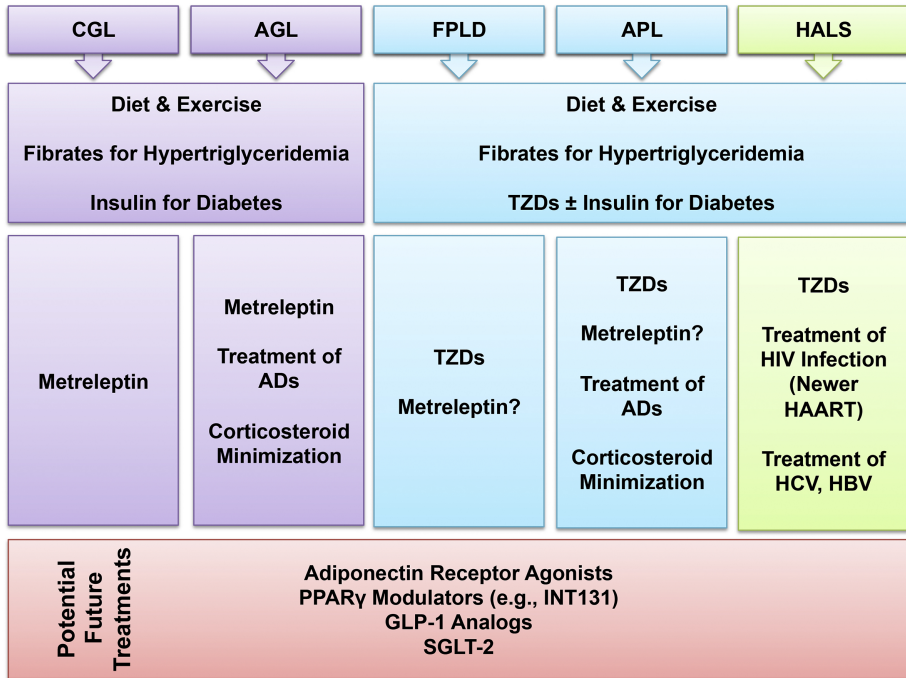 CGL
AGL
FPLD
APL
HALS
Diet & Exercise
Fibrates for Hypertriglyceridemia
Insulin for Diabetes
Diet & Exercise
Fibrates for Hypertriglyceridemia
TZDs ± Insulin for Diabetes
Metreleptin
Metreleptin
Treatment of
ADs
Corticosteroid
Minimization
TZDs
Metreleptin?
TZDs
Metreleptin?
Treatment of
ADs
Corticosteroid
Minimization
TZDs
Treatment of
HIV Infection
(Newer
HAART)
Treatment of
HCV, HBV
Potential
Future
Treatments
Adiponectin Receptor Agonists
PPARγ Modulators (e.g., INT131)
GLP-1 Analogs
SGLT-2